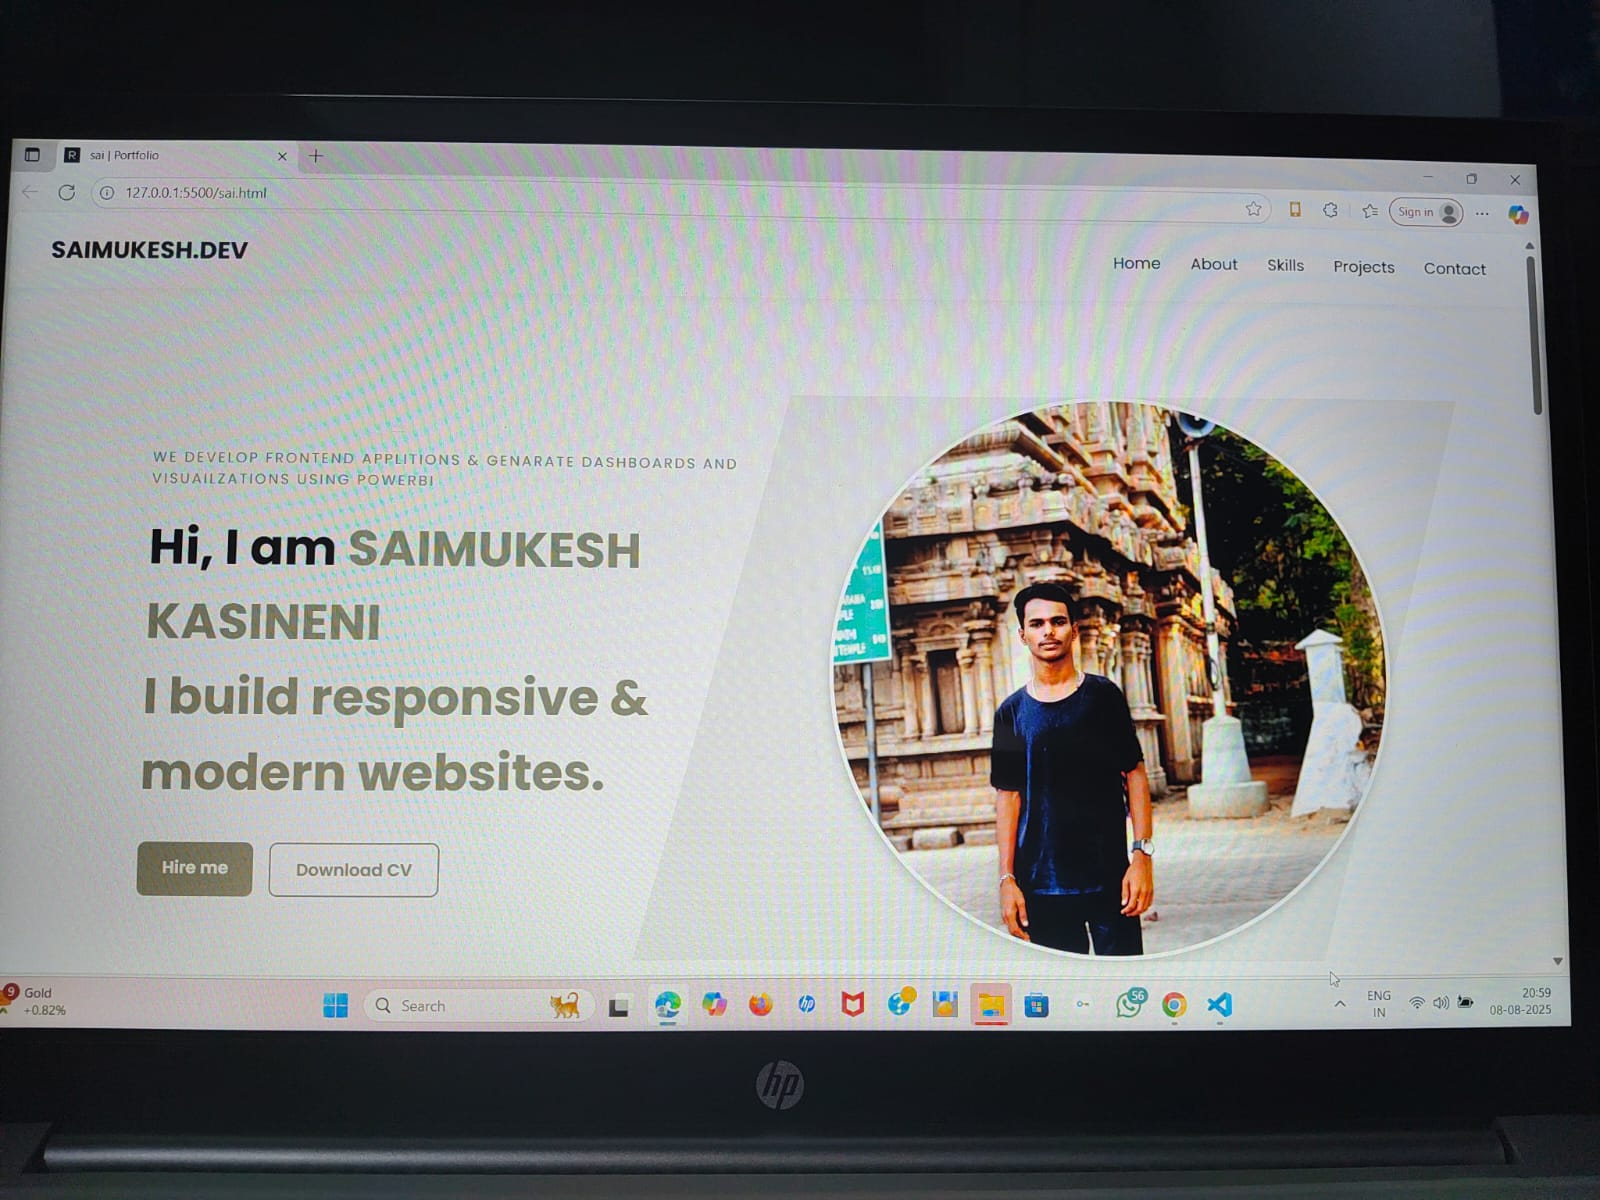 sai | Portfolio
127.0.0.1:5500/sai.html
Sign in
SAIMUKESH.DEV
Home About Skills Projects Contact
WE DEVELOP FRONTEND APPLITIONS & GENARATE DASHBOARDS AND
VISUAILZATIONS USING POWERBI
Hi, I am SAIMUKESH
KASINENI
I build responsive &
modern websites.
Hire me Download CV
9 Gold
+0.82%
Search
56
ENG
IN
20:59
08-08-2025
hp